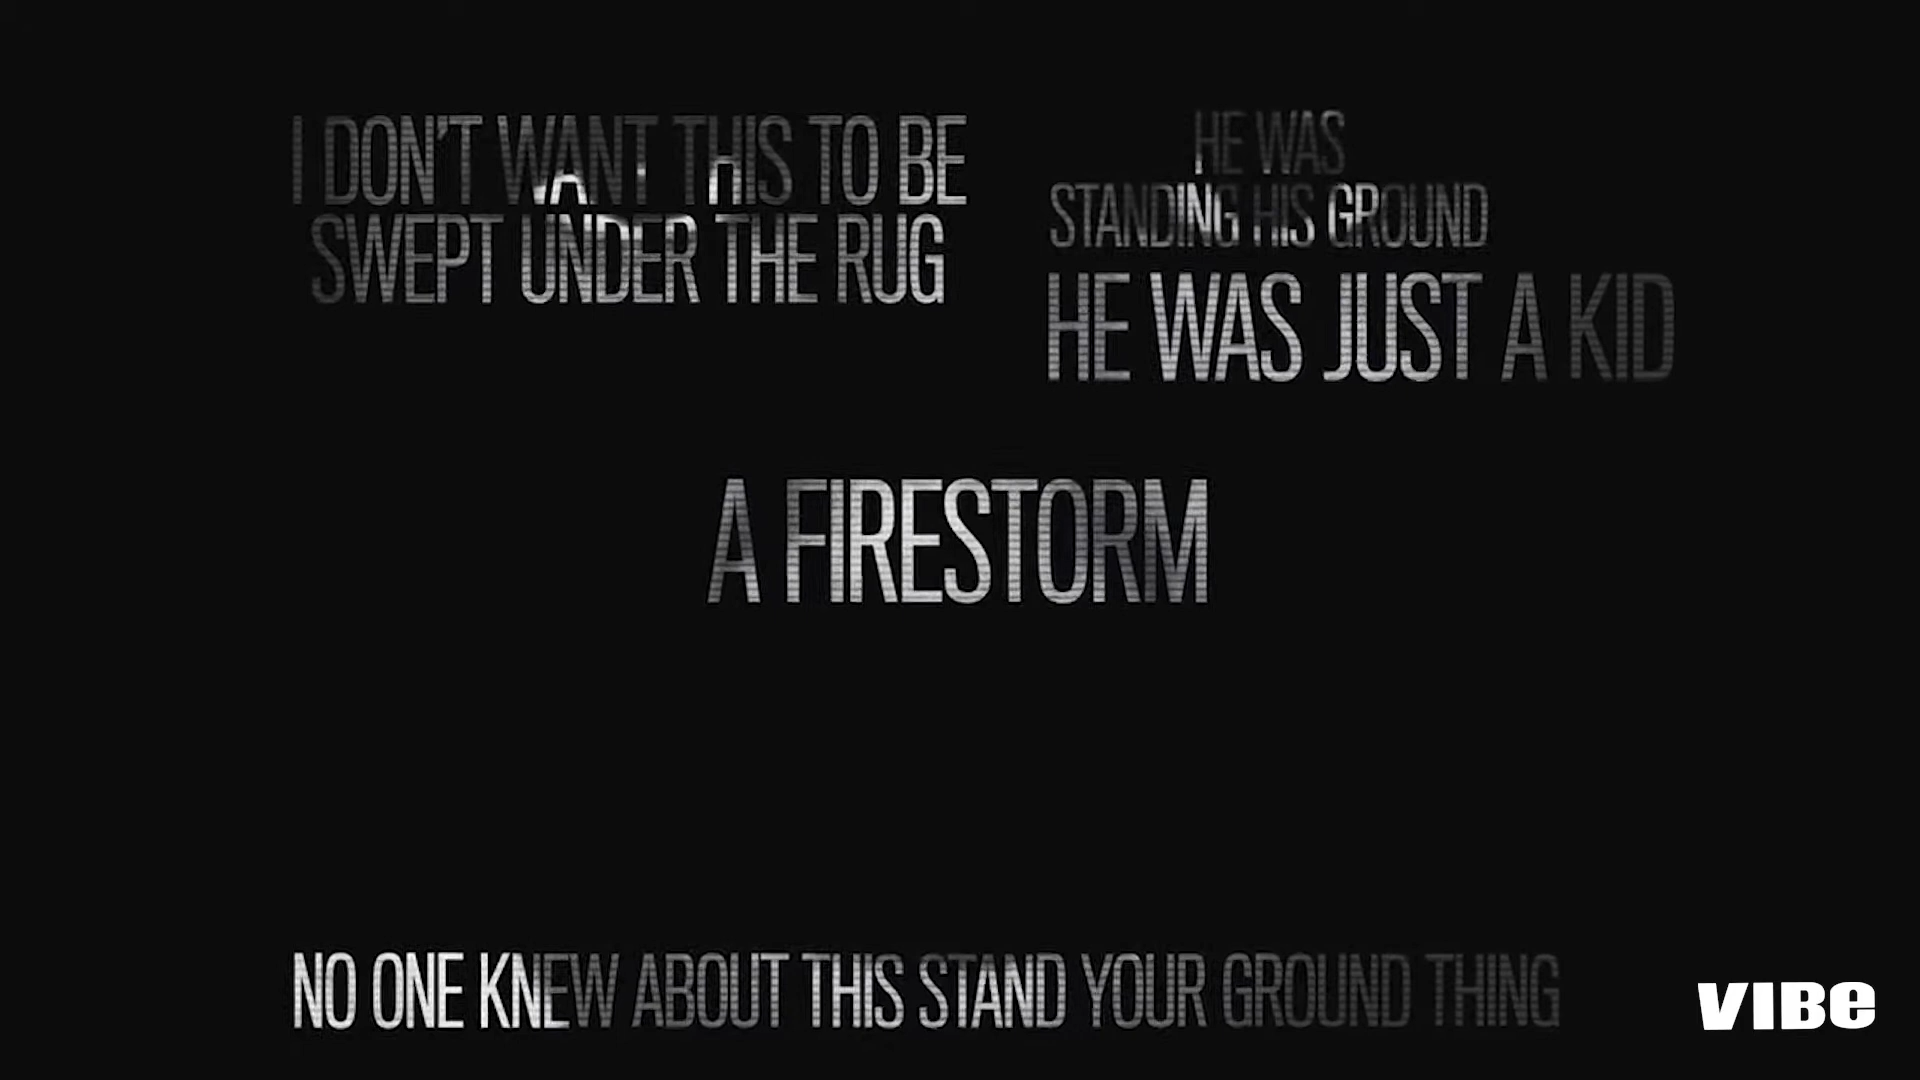 I DON'T WANT THIS TO BE
SWEPT UNDER THE RUG
HE WAS
STANDING HIS GROUND
HE WAS JUST A KID
A FIRESTORM
NO ONE KNEW ABOUT THIS STAND YOUR GROUND THING
VIBE